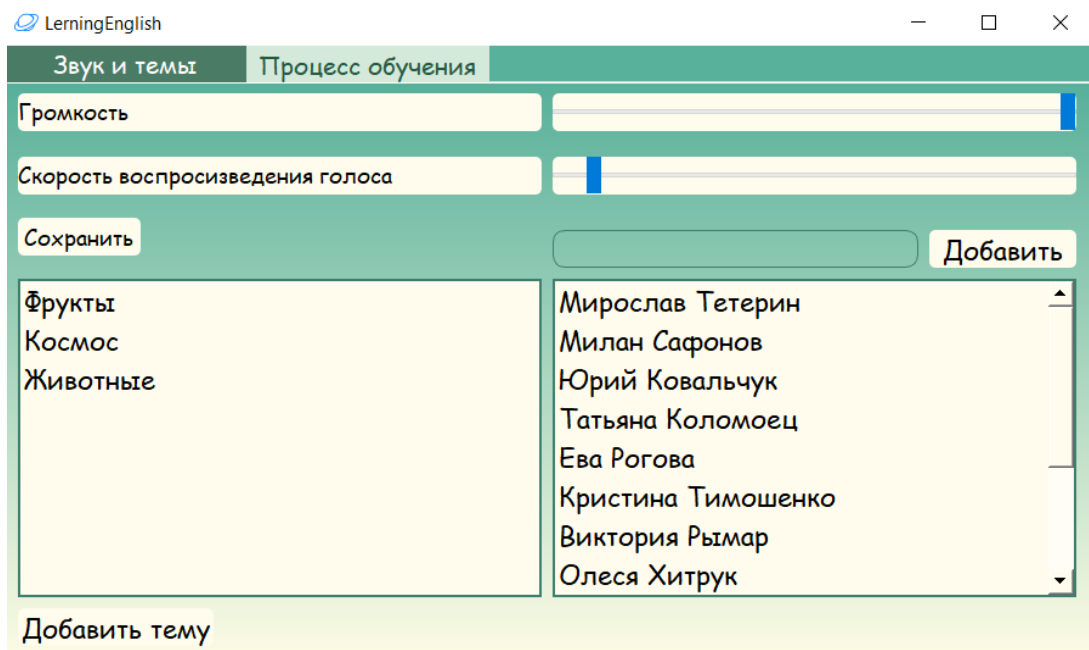 LerningEnglish
Звук и темы Процесс обучения
Громкость
Скорость воспросизведения голоса
Сохранить
Добавить
Фрукты
Космос
Животные
Мирослав Тетерин
Милан Сафонов
Юрий Ковальчук
Татьяна Коломоец
Ева Рогова
Кристина Тимошенко
Виктория Рымар
Олеся Хитрук
Добавить тему